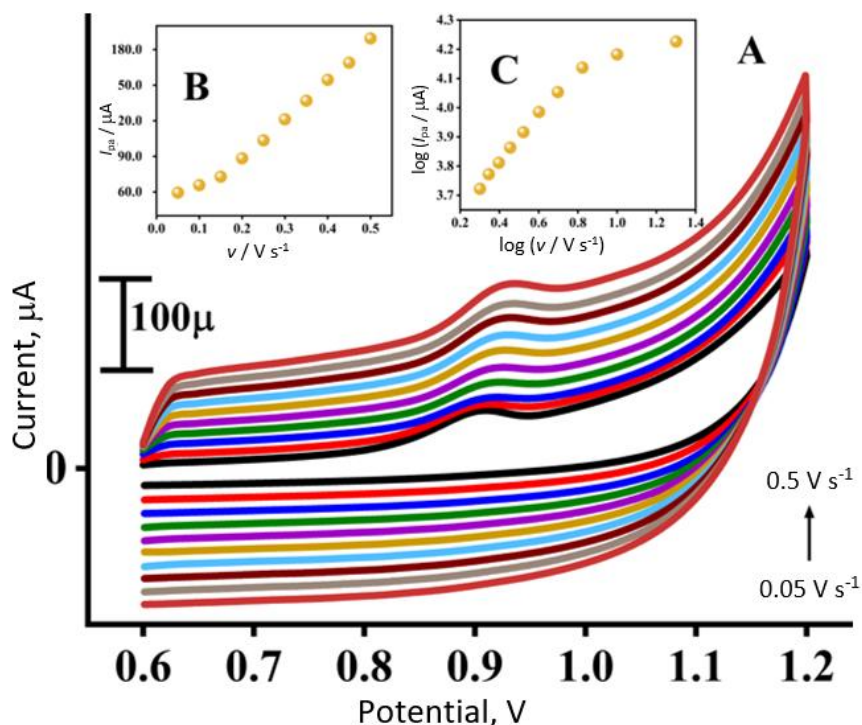 A
B
180.0
50.0
20.0
90.0
60.0
I pa / μA
0.0 0.1 0.2 0.3 0.4 0.5
v / V s-1
C
4.3
4.2
4.1
4.0
3.9
3.8
3.7
log (I pa / μA)
0.2 0.4 0.6 0.8 1.0 1.2 1.4
log (v / V s-1)
100μ
Current, μA
0
0.5 V s-1
0.05 V s-1
0.6 0.7 0.8 0.9 1.0 1.1 1.2
Potential, V